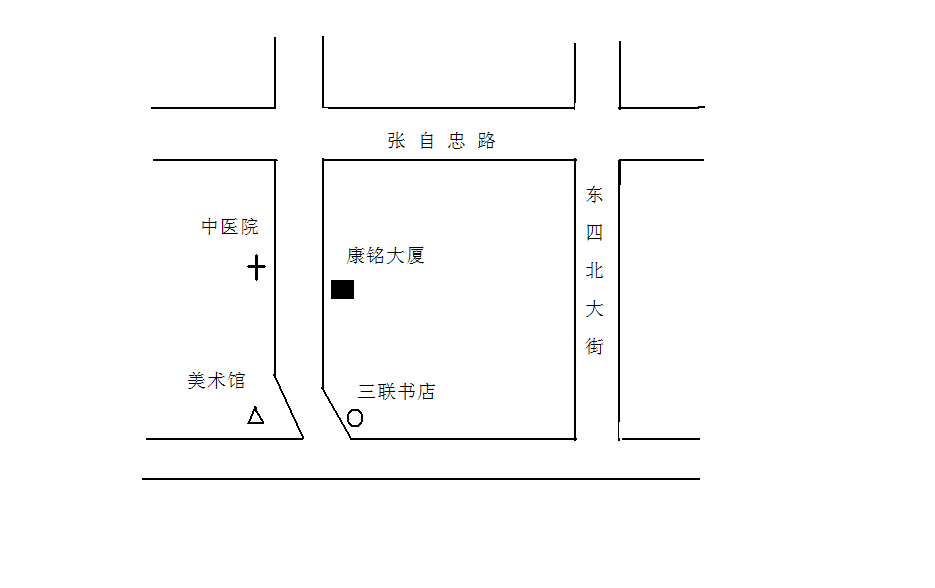 张自忠路
东四北大街
中医院
康铭大厦
美术馆
三联书店